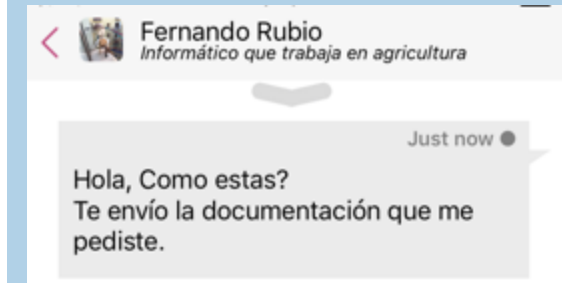 Fernando Rubio
Informático que trabaja en agricultura
Just now
Hola, Como estas?
Te envío la documentación que me
pediste.